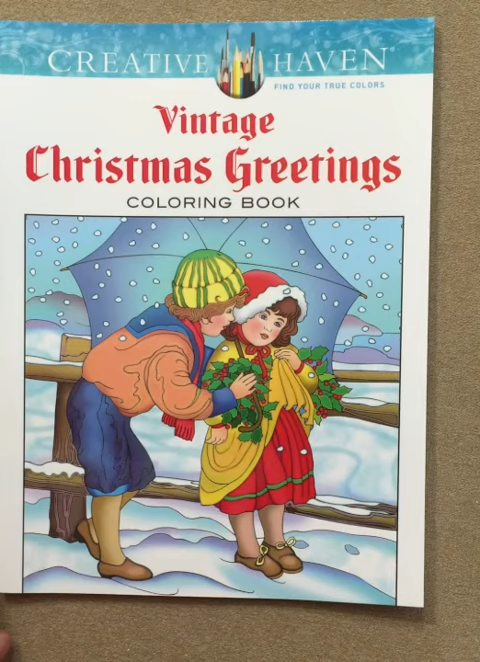 CREATIVE HAVEN®
FIND YOUR TRUE COLORS
Vintage
Christmas Greetings
COLORING BOOK